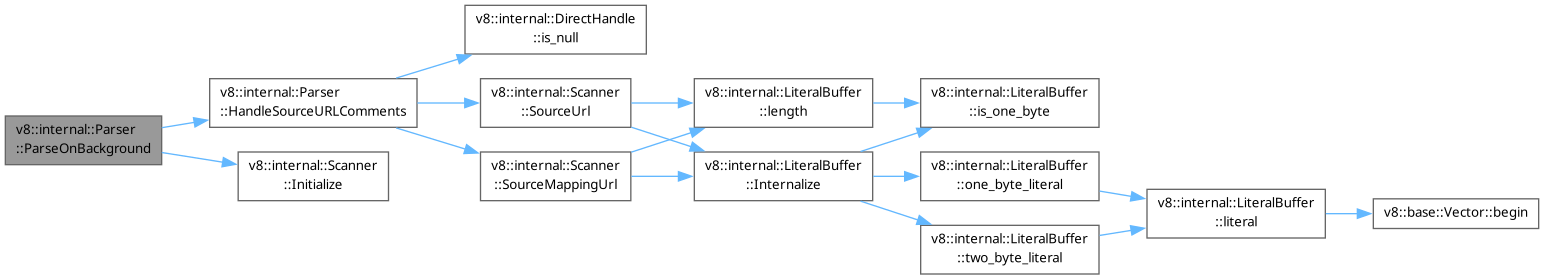 v8::internal::Parser
::ParseOnBackground
v8::internal::Parser
::HandleSourceURLComments
v8::internal::Scanner
::Initialize
v8::internal::DirectHandle
::is_null
v8::internal::Scanner
::SourceUrl
v8::internal::Scanner
::SourceMappingUrl
v8::internal::LiteralBuffer
::length
v8::internal::LiteralBuffer
::Internalize
v8::internal::LiteralBuffer
::is_one_byte
v8::internal::LiteralBuffer
::one_byte_literal
v8::internal::LiteralBuffer
::two_byte_literal
v8::internal::LiteralBuffer
::literal
v8::base::Vector::begin